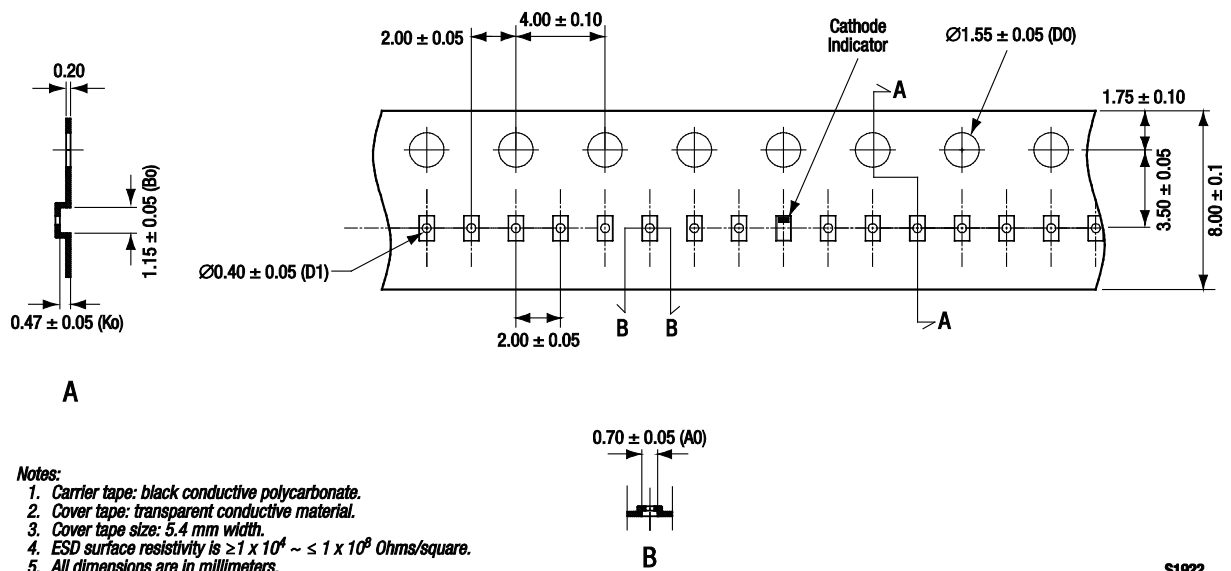 4.00 ± 0.10
2.00 ± 0.05
Cathode
Indicator
Ø1.55 ± 0.05 (D0)
0.20
A
1.75 ± 0.10
1.15 ± 0.05 (Bo)
3.50 ± 0.05
8.00 ± 0.1
Ø0.40 ± 0.05 (D1)
0.47 ± 0.05 (Ko)
B
B
A
2.00 ± 0.05
A
0.70 ± 0.05 (A0)
Notes:
1. Carrier tape: black conductive polycarbonate.
2. Cover tape: transparent conductive material.
3. Cover tape size: 5.4 mm width.
4. ESD surface resistivity is ≥1 x 10⁴ ~ ≤ 1 x 10⁸ Ohms/square.
5. All dimensions are in millimeters.
B
S1922